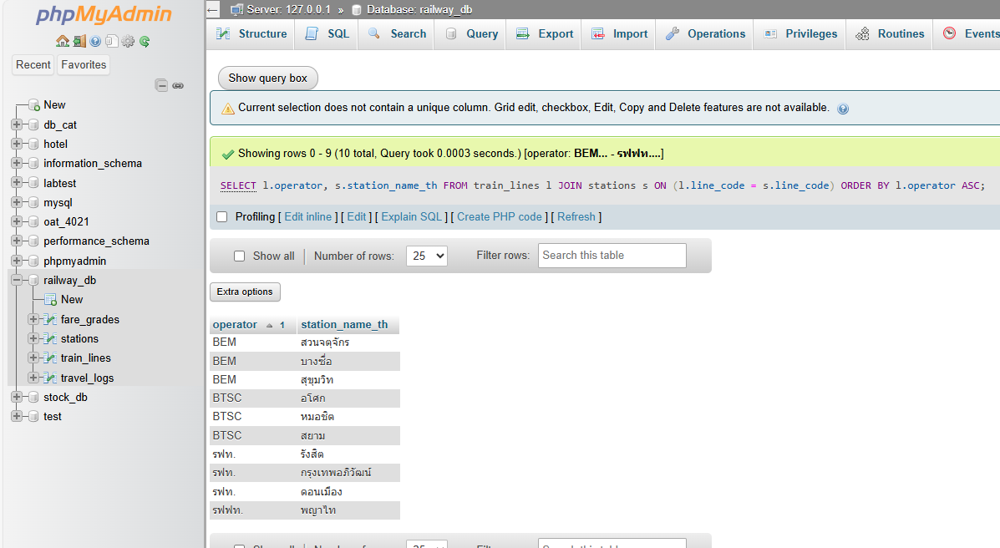 phpMyAdmin
Recent Favorites
New
db_cat
hotel
information_schema
labtest
mysql
oat_4021
performance_schema
phpmyadmin
railway_db
New
fare_grades
stations
train_lines
travel_logs
stock_db
test
Server: 127.0.0.1 » Database: railway_db
Structure SQL Search Query Export Import Operations Privileges Routines Events
Show query box
Current selection does not contain a unique column. Grid edit, checkbox, Edit, Copy and Delete features are not available.
Showing rows 0 - 9 (10 total, Query took 0.0003 seconds.) [operator: BEM... - รฟฟท....]
SELECT l.operator, s.station_name_th FROM train_lines l JOIN stations s ON (l.line_code = s.line_code) ORDER BY l.operator ASC;
Profiling [ Edit inline ] [ Edit ] [ Explain SQL ] [ Create PHP code ] [ Refresh ]
Show all Number of rows: 25 Filter rows: Search this table
Extra options
operator 1 station_name_th
BEM สวนจตุจักร
BEM บางซื่อ
BEM สุขุมวิท
BTSC อโศก
BTSC หมอชิต
BTSC สยาม
รฟท. รังสิต
รฟท. กรุงเทพอภิวัฒน์
รฟท. ดอนเมือง
รฟฟท. พญาไท